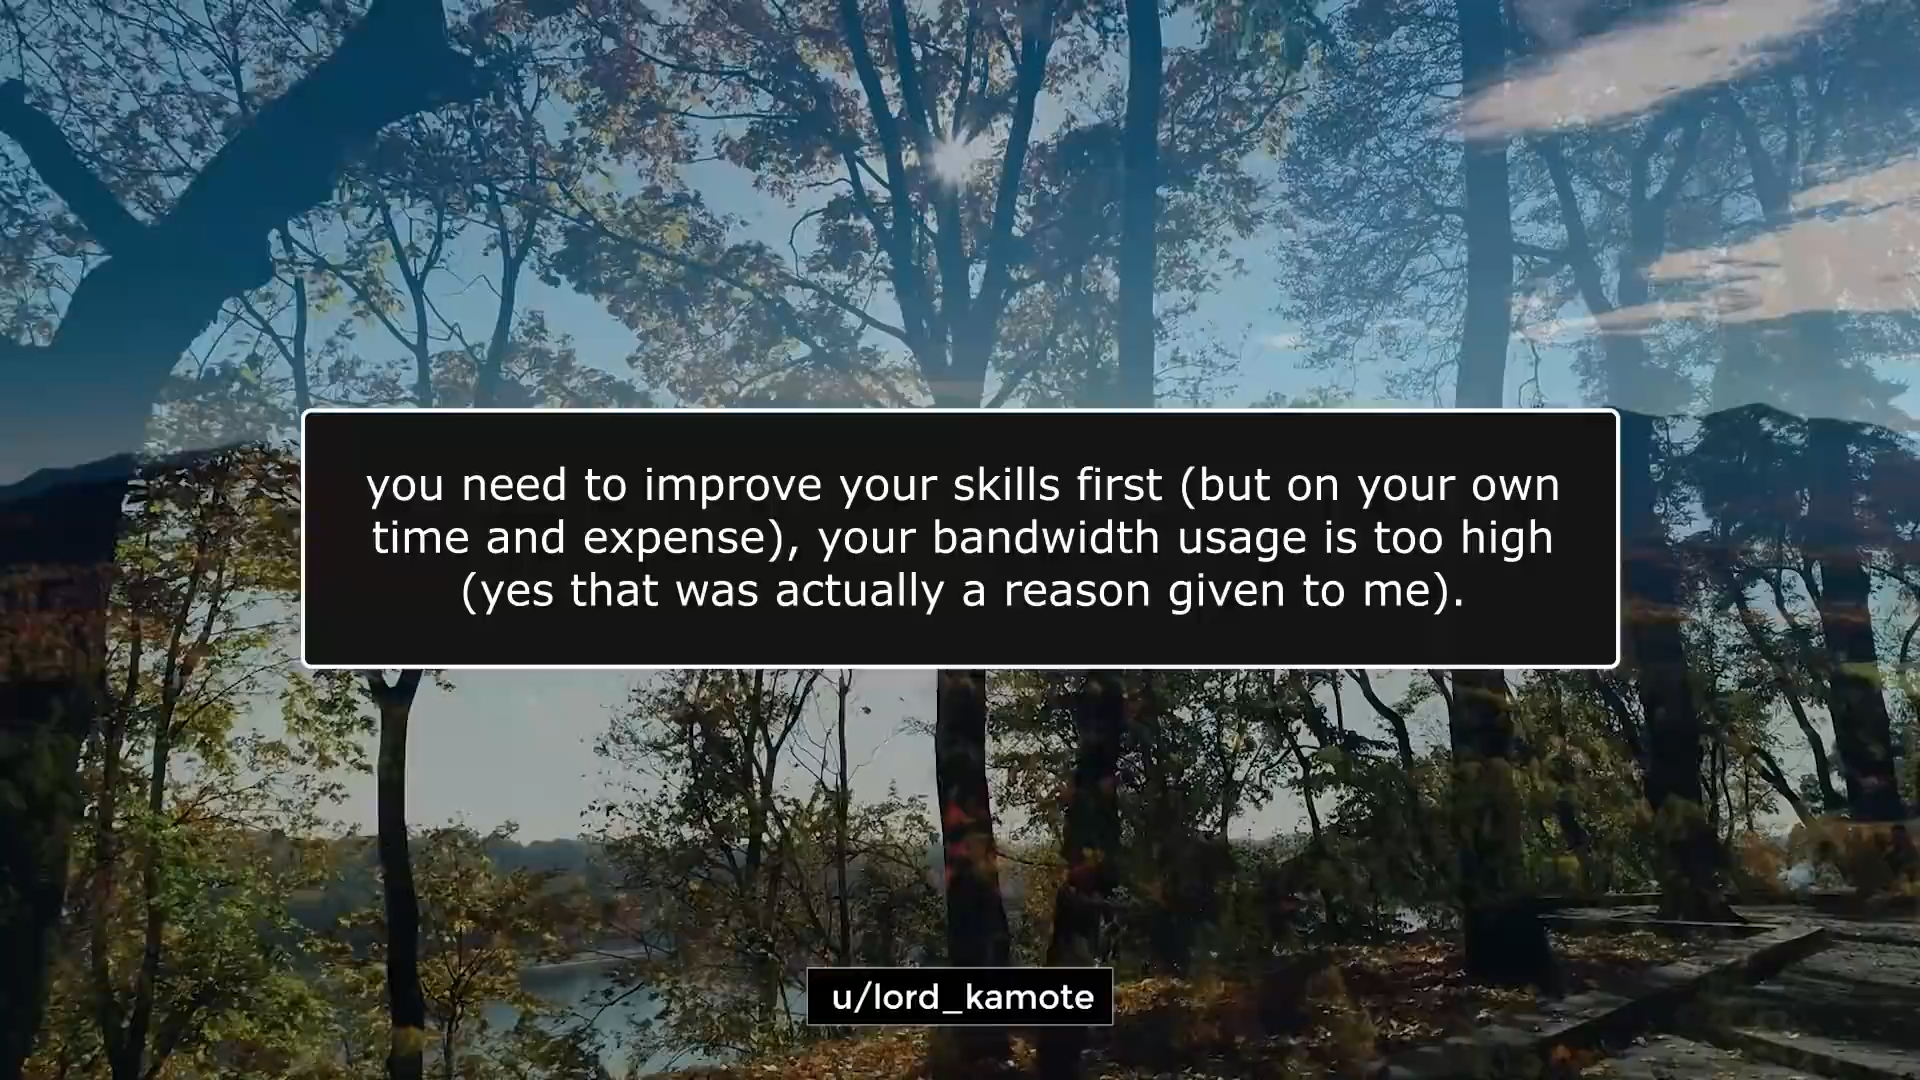 you need to improve your skills first (but on your own
time and expense), your bandwidth usage is too high
(yes that was actually a reason given to me).
u/lord_kamote